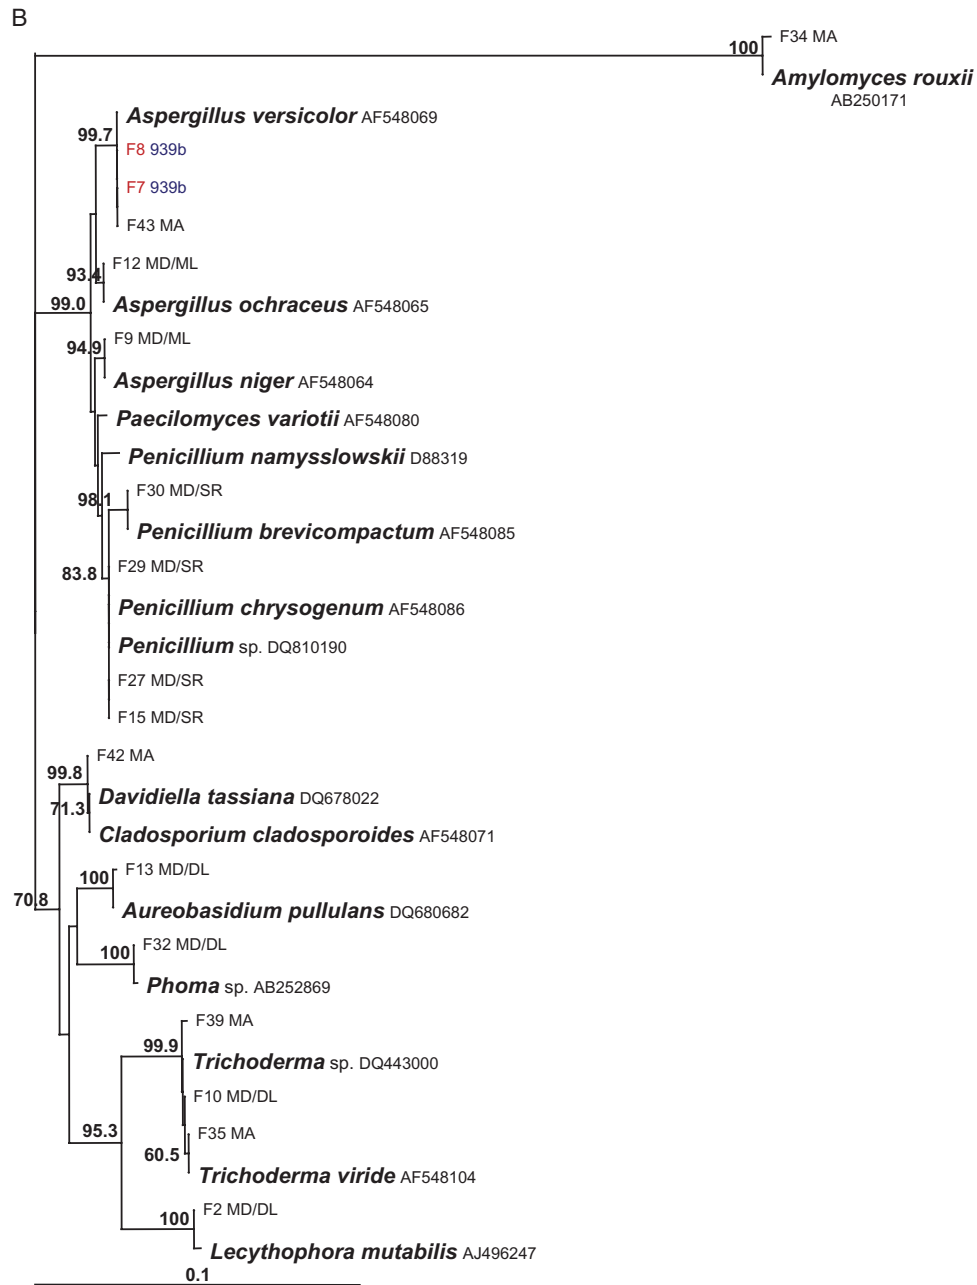 B
F34 MA
100
Amylomyces rouxii
AB250171
Aspergillus versicolor AF548069
99.7
F8 939b
F7 939b
F43 MA
F12 MD/ML
93.4
99.0
Aspergillus ochraceus AF548065
F9 MD/ML
94.9
Aspergillus niger AF548064
Paecilomyces variotii AF548080
Penicillium namysslowskii D88319
F30 MD/SR
98.1
Penicillium brevicompactum AF548085
F29 MD/SR
83.8
Penicillium chrysogenum AF548086
Penicillium sp. DQ810190
F27 MD/SR
F15 MD/SR
F42 MA
99.8
Davidiella tassiana DQ678022
71.3
Cladosporium cladosporoides AF548071
F13 MD/DL
100
70.8
Aureobasidium pullulans DQ680682
F32 MD/DL
100
Phoma sp. AB252869
F39 MA
99.9
Trichoderma sp. DQ443000
F10 MD/DL
95.3
F35 MA
60.5
Trichoderma viride AF548104
F2 MD/DL
100
Lecythophora mutabilis AJ496247
0.1